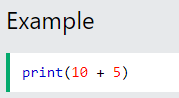 Example
print(10 + 5)